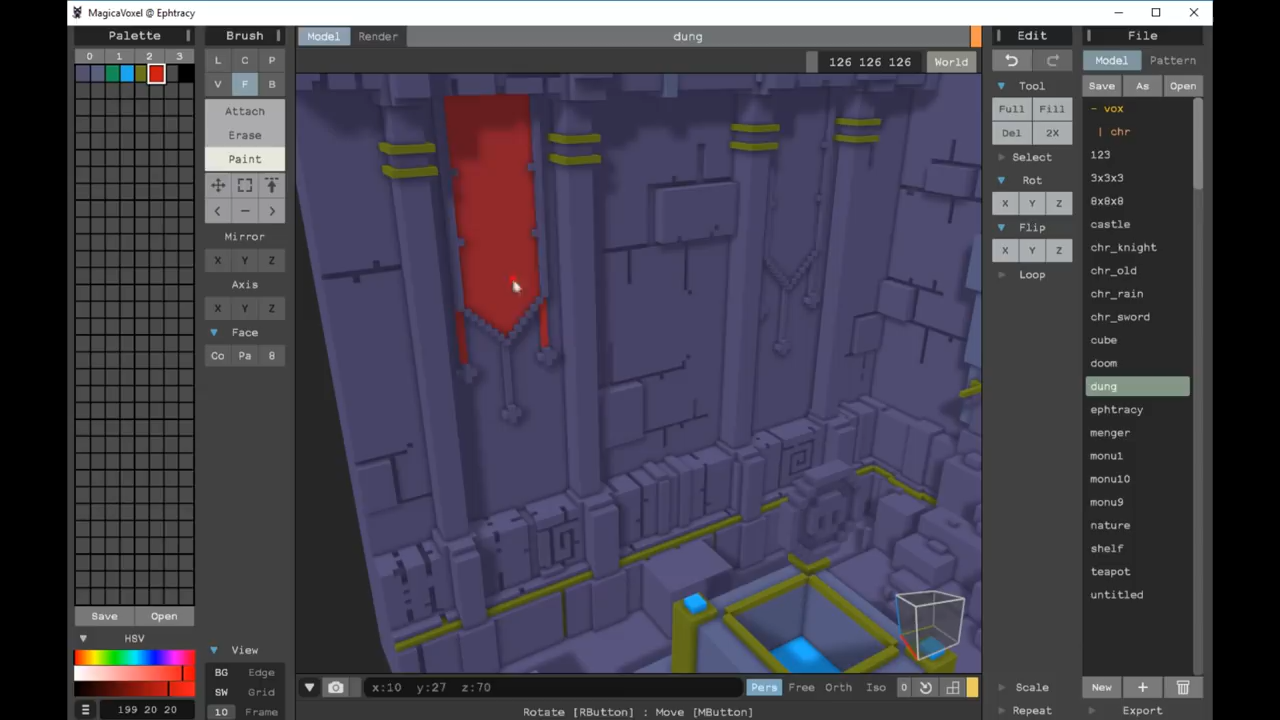 MagicaVoxel @ Ephtracy
Palette
0 1 2 3
Save Open
HSV
199 20 20
Brush
L C P
V F B
Attach
Erase
Paint
< — >
Mirror
X Y Z
Axis
X Y Z
Face
Co Pa 8
View
BG Edge
SW Grid
10 Frame
Model Render dung
126 126 126 World
x:10 y:27 z:70
Pers Free Orth Iso 0
Rotate [RButton] : Move [MButton]
Edit
Tool
Full Fill
Del 2X
Select
Rot
X Y Z
Flip
X Y Z
Loop
Scale
Repeat
File
Model Pattern
Save As Open
- vox
| chr
123
3x3x3
8x8x8
castle
chr_knight
chr_old
chr_rain
chr_sword
cube
doom
dung
ephtracy
menger
monu1
monu10
monu9
nature
shelf
teapot
untitled
New +
Export